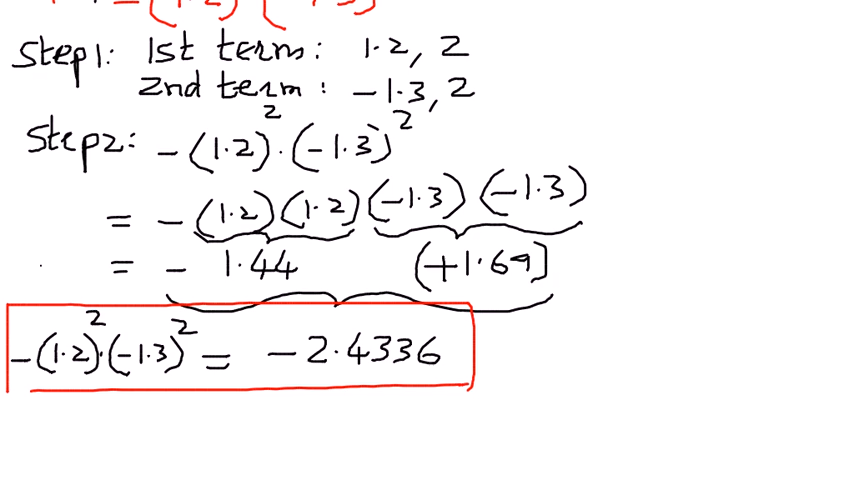 Step1: 1st term: 1.2, 2
2nd term: -1.3, 2
Step2: -(1.2)²·(-1.3)²
= -(1.2)(1.2)(-1.3)(-1.3)
= - 1.44 (+1.69)
-(1.2)²·(-1.3)² = -2.4336